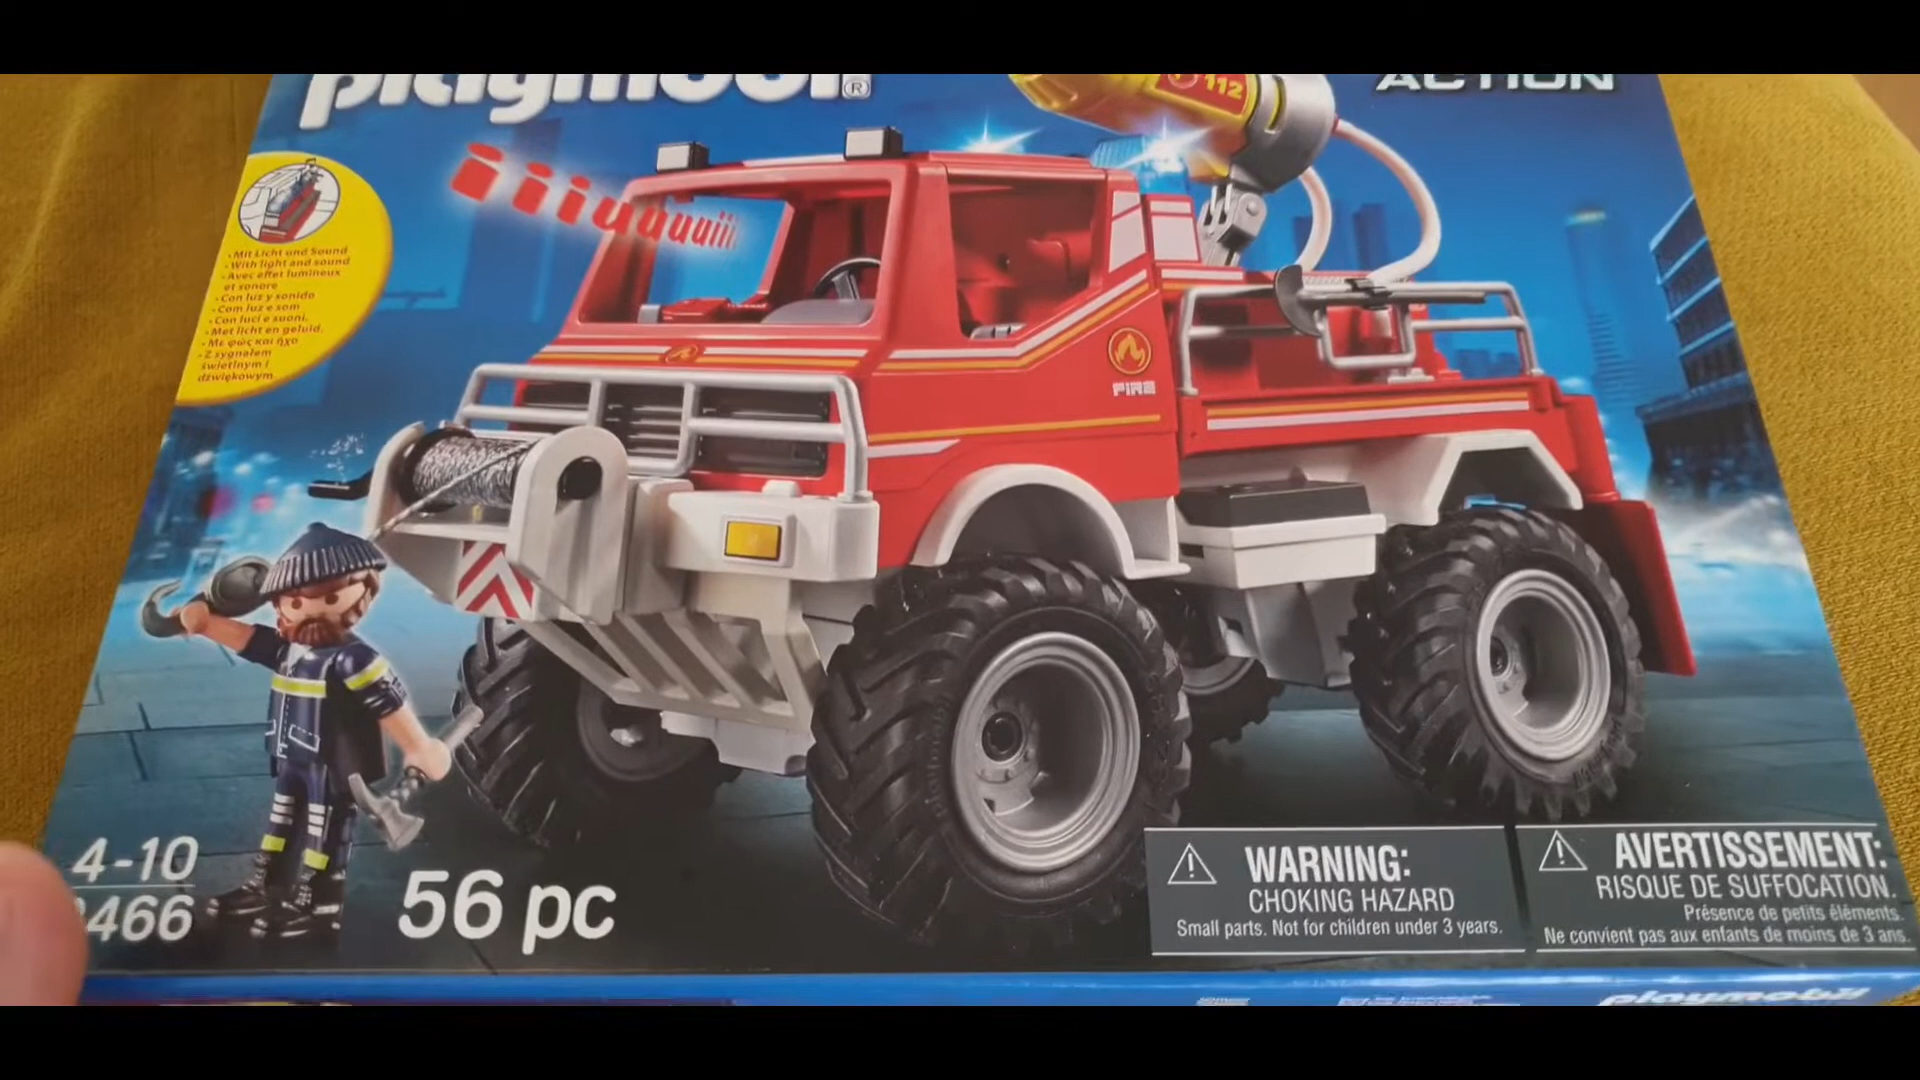 playmobil®
ACTION
112
iiiuuuuuiii
- Mit Licht und Sound
- With light and sound
- Avec effet lumineux
et sonore
- Con luz y sonido
- Com luz e som
- Con luci e suoni.
- Met licht en geluid.
- Με φώς και ήχο
- Z sygnałem
świetlnym i
dźwiękowym
FIRE
4-10
9466
56 pc
WARNING:
CHOKING HAZARD
Small parts. Not for children under 3 years.
AVERTISSEMENT:
RISQUE DE SUFFOCATION.
Présence de petits éléments.
Ne convient pas aux enfants de moins de 3 ans.
playmobil